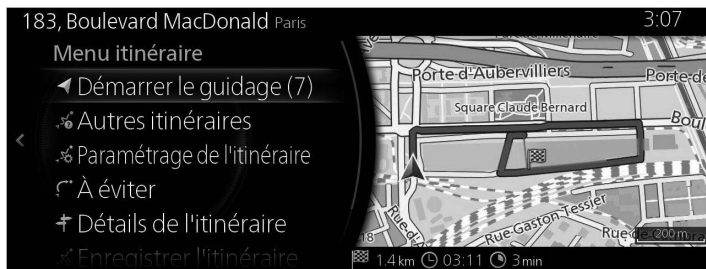 183, Boulevard MacDonald Paris 3:07
Menu itinéraire
Démarrer le guidage (7)
Autres itinéraires
Paramétrage de l'itinéraire
À éviter
Détails de l'itinéraire
Enregistrer l'itinéraire
Porte d'Aubervilliers
Porte de
Square Claude Bernard
Boul
Rue Gaston Tessier
Rue d'A
Rue de
200 m
18
1.4 km 03:11 3 min